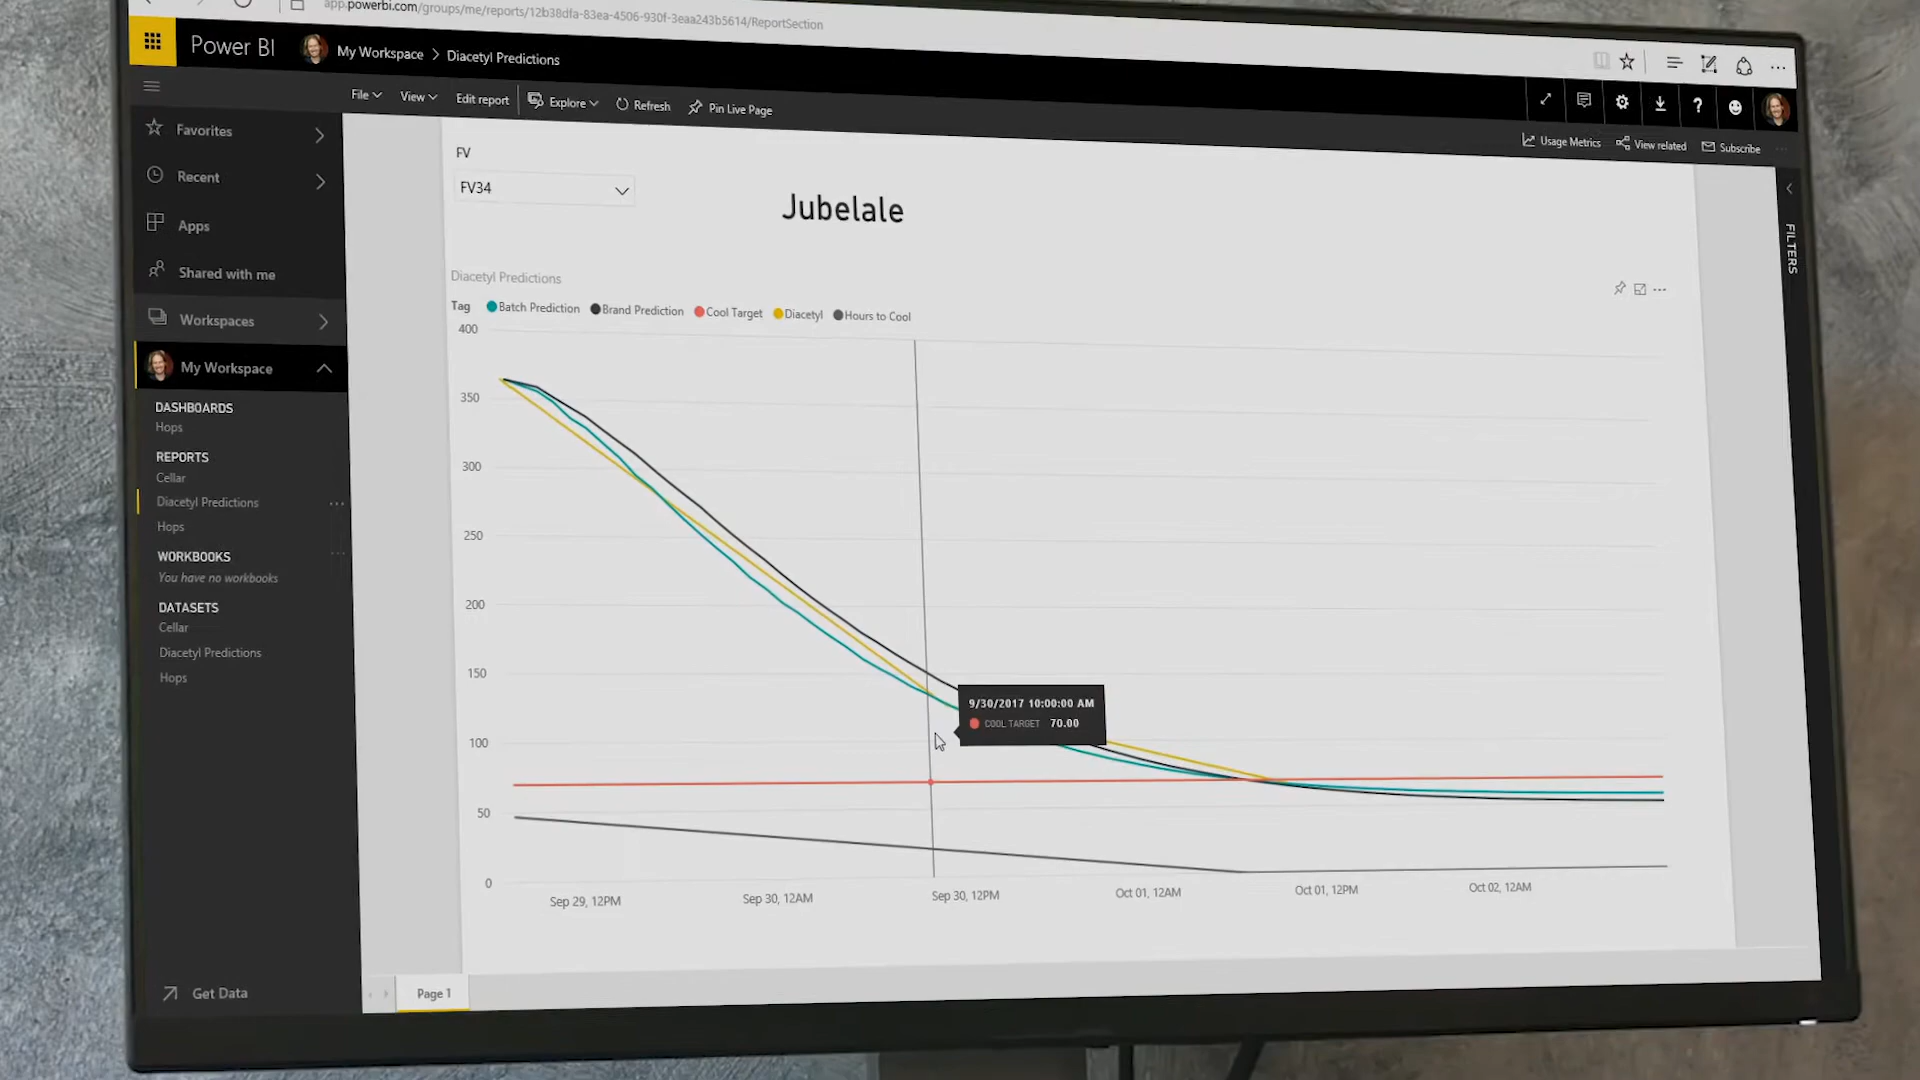 app.powerbi.com/groups/me/reports/12b38dfa-83ea-4506-930f-3eaa243b5614/ReportSection
Power BI My Workspace > Diacetyl Predictions
File View Edit report Explore Refresh Pin Live Page
Usage Metrics View related Subscribe
Favorites
Recent
Apps
Shared with me
Workspaces
My Workspace
DASHBOARDS
Hops
REPORTS
Cellar
Diacetyl Predictions
Hops
WORKBOOKS
You have no workbooks
DATASETS
Cellar
Diacetyl Predictions
Hops
Get Data
FV
FV34
Jubelale
FILTERS
Diacetyl Predictions
Tag Batch Prediction Brand Prediction Cool Target Diacetyl Hours to Cool
400
350
300
250
200
150
100
50
0
9/30/2017 10:00:00 AM
COOL TARGET 70.00
Sep 29, 12PM Sep 30, 12AM Sep 30, 12PM Oct 01, 12AM Oct 01, 12PM Oct 02, 12AM
Page 1